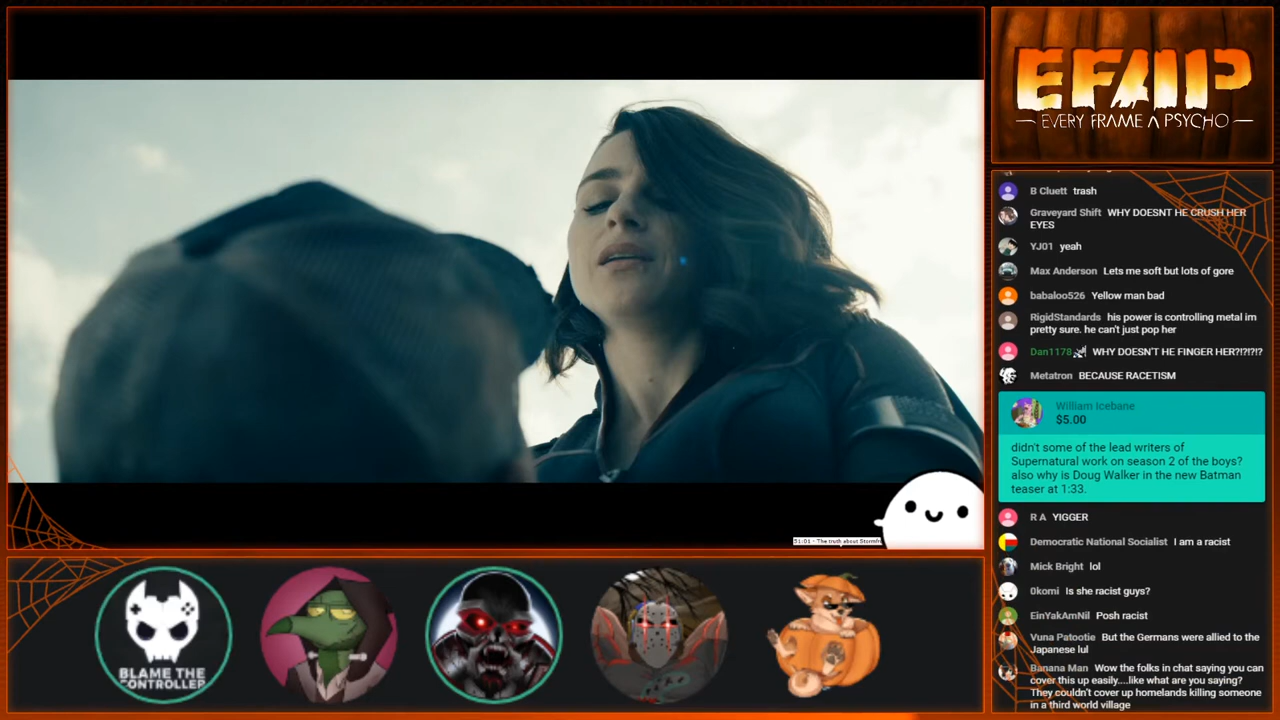 EFAP
EVERY FRAME A PSYCHO
B Cluett trash
Graveyard Shift WHY DOESNT HE CRUSH HER
EYES
YJ01 yeah
Max Anderson Lets me soft but lots of gore
babaloo526 Yellow man bad
RigidStandards his power is controlling metal im
pretty sure. he can't just pop her
Dan1178 WHY DOESN'T HE FINGER HER?!?!?!?
Metatron BECAUSE RACETISM
William Icebane
$5.00
didn't some of the lead writers of
Supernatural work on season 2 of the boys?
also why is Doug Walker in the new Batman
teaser at 1:33.
R A YIGGER
Democratic National Socialist I am a racist
Mick Bright lol
0komi Is she racist guys?
EinYakAmNil Posh racist
Vuna Patootie But the Germans were allied to the
Japanese lul
Banana Man Wow the folks in chat saying you can
cover this up easily....like what are you saying?
They couldn't cover up homelands killing someone
in a third world village
51:01 - The truth about Stormfr
BLAME THE
CONTROLLER